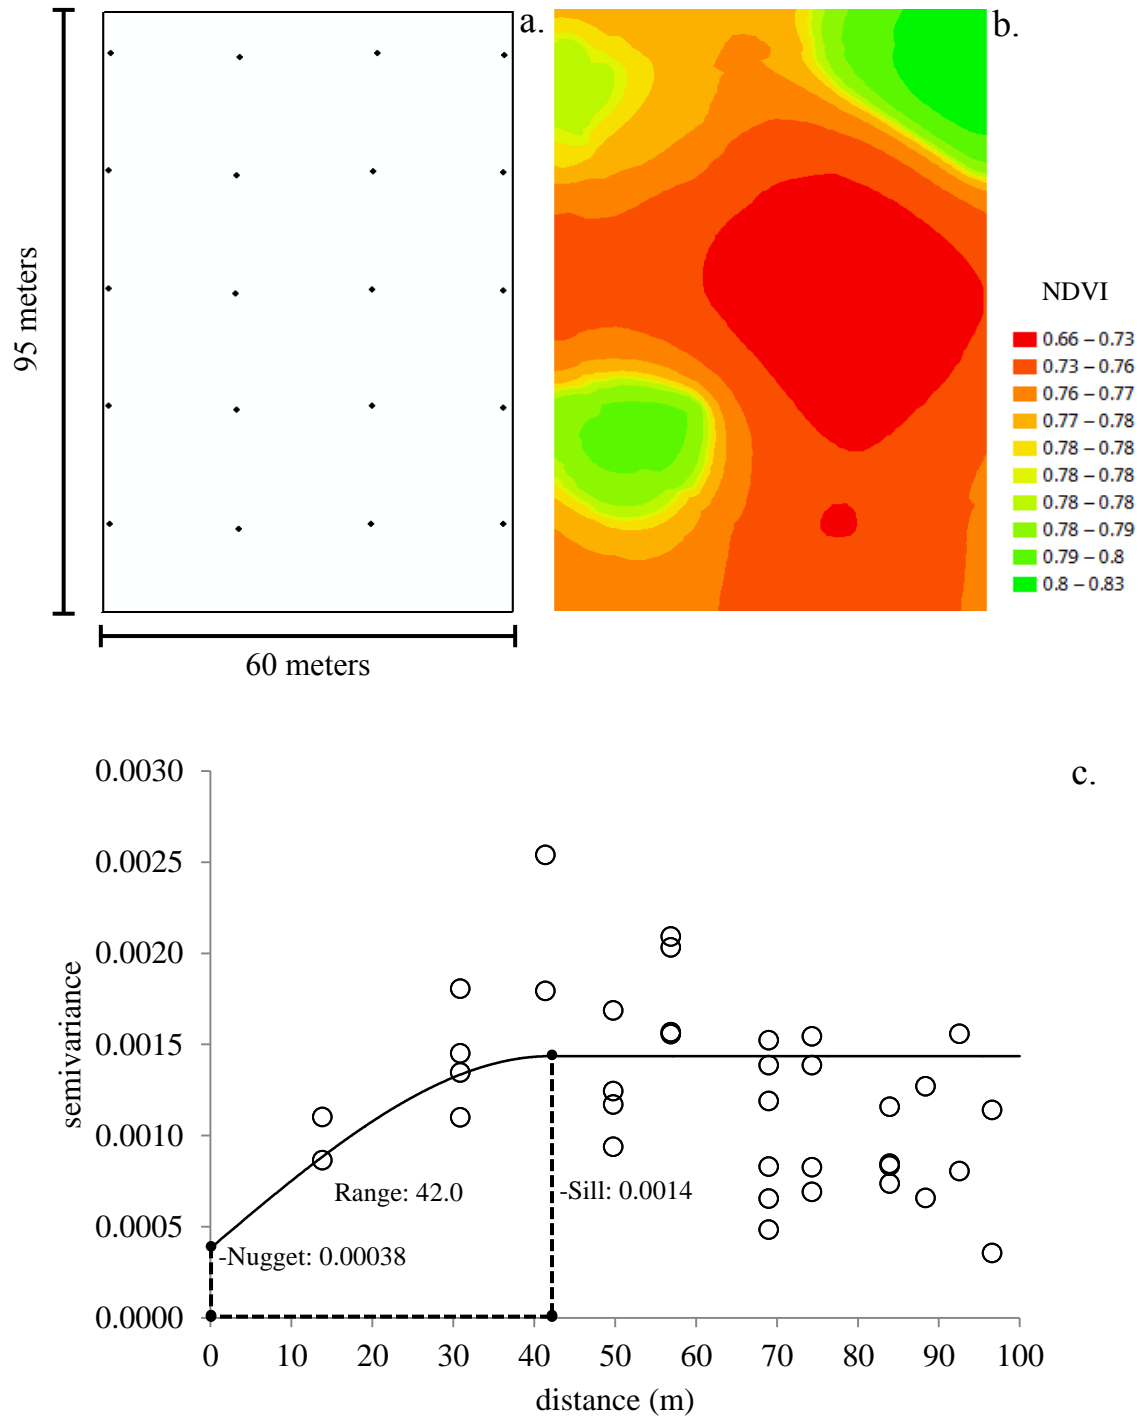 a.
b.
95 meters
60 meters
NDVI
0.66 – 0.73
0.73 – 0.76
0.76 – 0.77
0.77 – 0.78
0.78 – 0.78
0.78 – 0.78
0.78 – 0.78
0.78 – 0.79
0.79 – 0.8
0.8 – 0.83
c.
semivariance
0.0030
0.0025
0.0020
0.0015
0.0010
0.0005
0.0000
Range: 42.0
-Sill: 0.0014
-Nugget: 0.00038
0 10 20 30 40 50 60 70 80 90 100
distance (m)